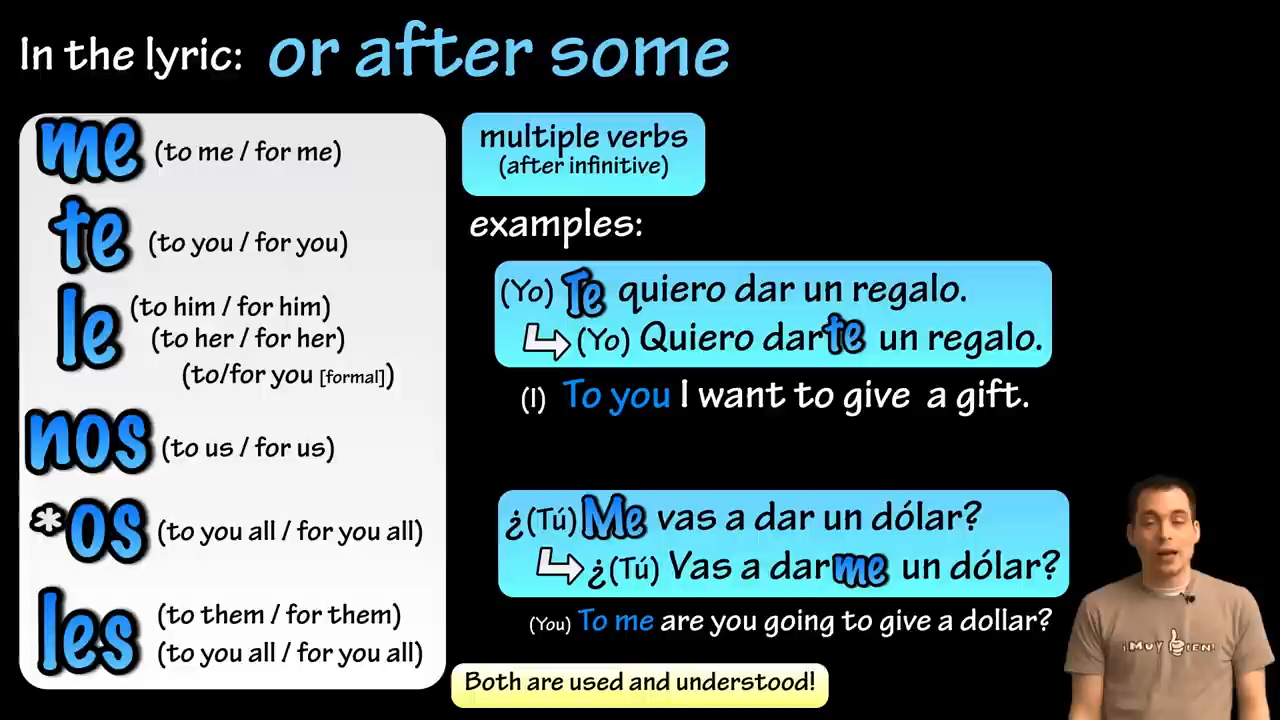 In the lyric: or after some
me (to me / for me)
te (to you / for you)
le (to him / for him)
(to her / for her)
(to/for you [formal])
nos (to us / for us)
*os (to you all / for you all)
les (to them / for them)
(to you all / for you all)
multiple verbs
(after infinitive)
examples:
(Yo) Te quiero dar un regalo.
(Yo) Quiero darte un regalo.
(I) To you I want to give a gift.
¿(Tú) Me vas a dar un dólar?
¿(Tú) Vas a darme un dólar?
(You) To me are you going to give a dollar?
Both are used and understood!
¡MUY BIEN!